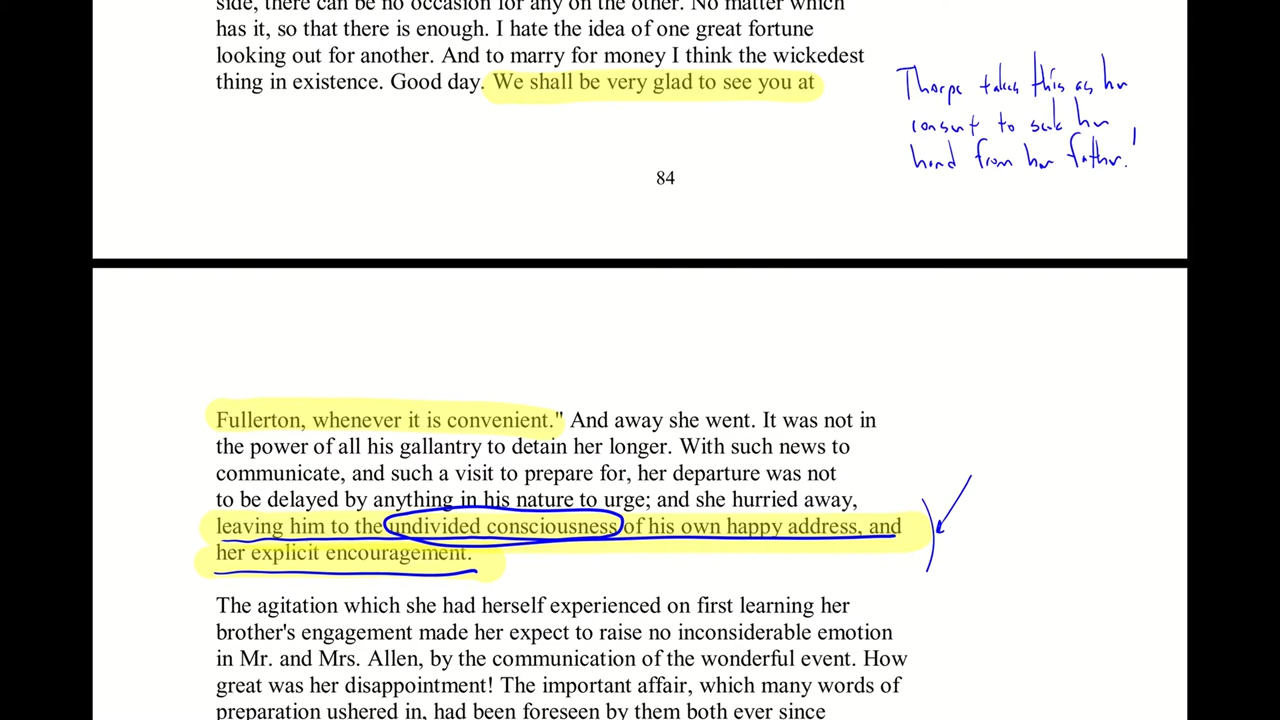 side, there can be no occasion for any on the other. No matter which
has it, so that there is enough. I hate the idea of one great fortune
looking out for another. And to marry for money I think the wickedest
thing in existence. Good day. We shall be very glad to see you at
Thorpe takes this as her
consent to seek her
hand from her father!
84
Fullerton, whenever it is convenient." And away she went. It was not in
the power of all his gallantry to detain her longer. With such news to
communicate, and such a visit to prepare for, her departure was not
to be delayed by anything in his nature to urge; and she hurried away,
leaving him to the undivided consciousness of his own happy address, and
her explicit encouragement.
The agitation which she had herself experienced on first learning her
brother's engagement made her expect to raise no inconsiderable emotion
in Mr. and Mrs. Allen, by the communication of the wonderful event. How
great was her disappointment! The important affair, which many words of
preparation ushered in, had been foreseen by them both ever since